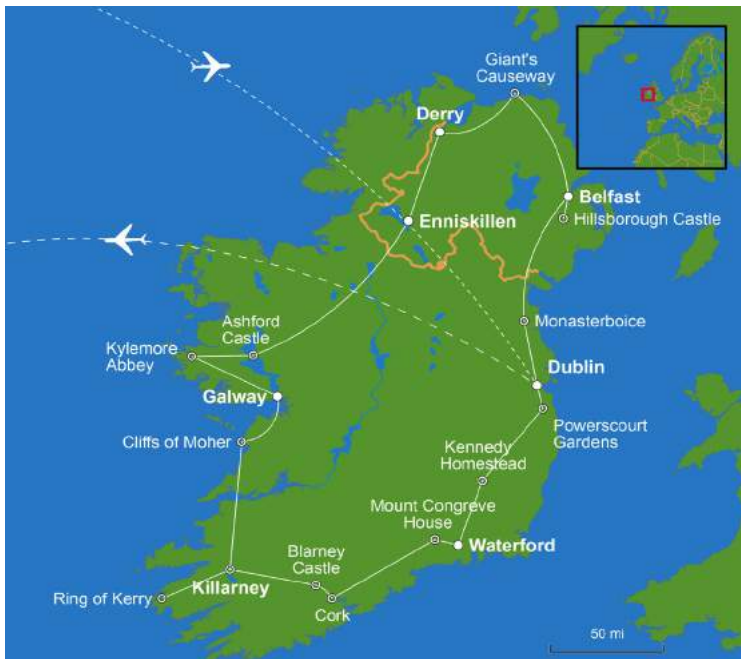 Giant's
Causeway
Derry
Belfast
Enniskillen
Hillsborough Castle
Ashford
Castle
Monasterboice
Kylemore
Abbey
Dublin
Galway
Powerscourt
Gardens
Cliffs of Moher
Kennedy
Homestead
Mount Congreve
House
Waterford
Blarney
Castle
Killarney
Ring of Kerry
Cork
50 mi